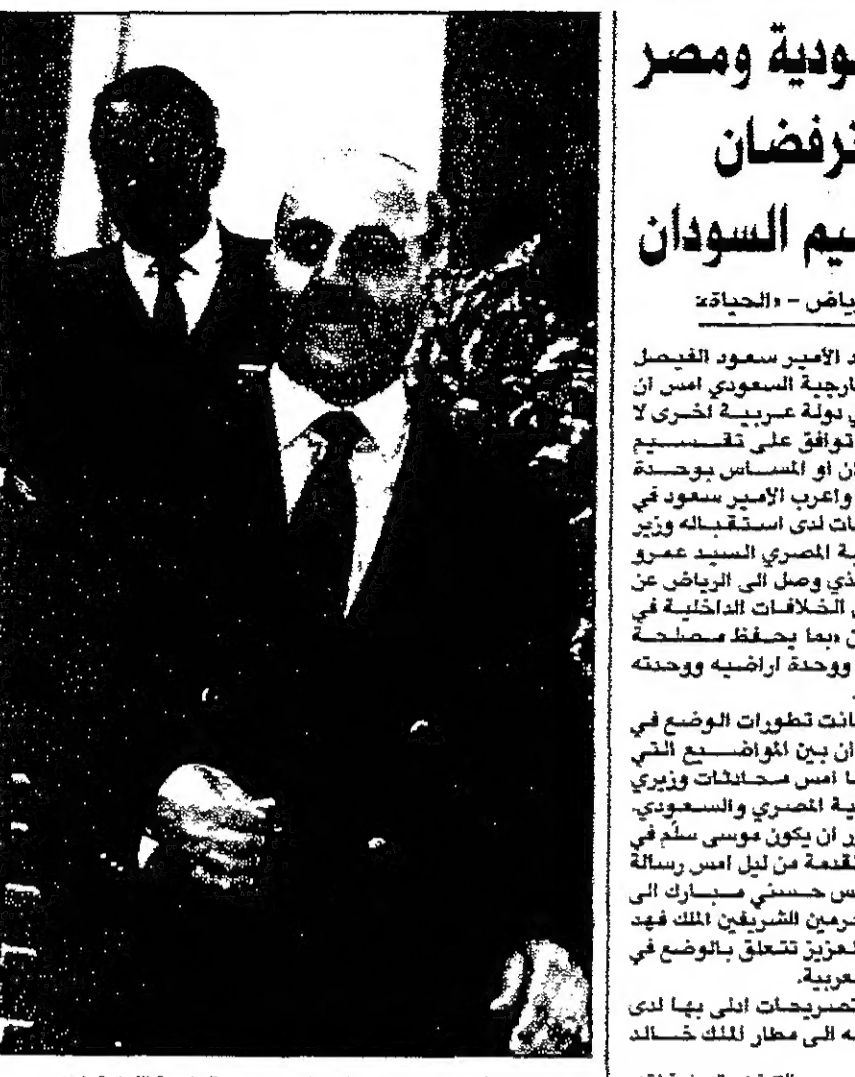 ودية ومصر
ترفضان
يم السودان
ياض - «الحياة»
د الأمير سعود الفيصل
ارجية السعودي امس ان
ي دولة عربية اخرى لا
توافق على تقسيم
ان او المساس بوحدة
واعرب الأمير سعود في
ات لدى استقباله وزير
ية المصري السيد عمرو
ذي وصل الى الرياض عن
الخلافات الداخلية في
ن «بما يحفظ مصلحة
ووحدة اراضيه ووحدته
انت تطورات الوضع في
ان بين المواضيع التي
ا امس محادثات وزيري
ية المصري والسعودي.
ر ان يكون موسى سلّم في
تقدمة من ليل امس رسالة
س حسني مبارك الى
حرمين الشريفين الملك فهد
لعزيز تتعلق بالوضع في
عربية.
تصريحات ادلى بها لدى
ه الى مطار الملك خالد